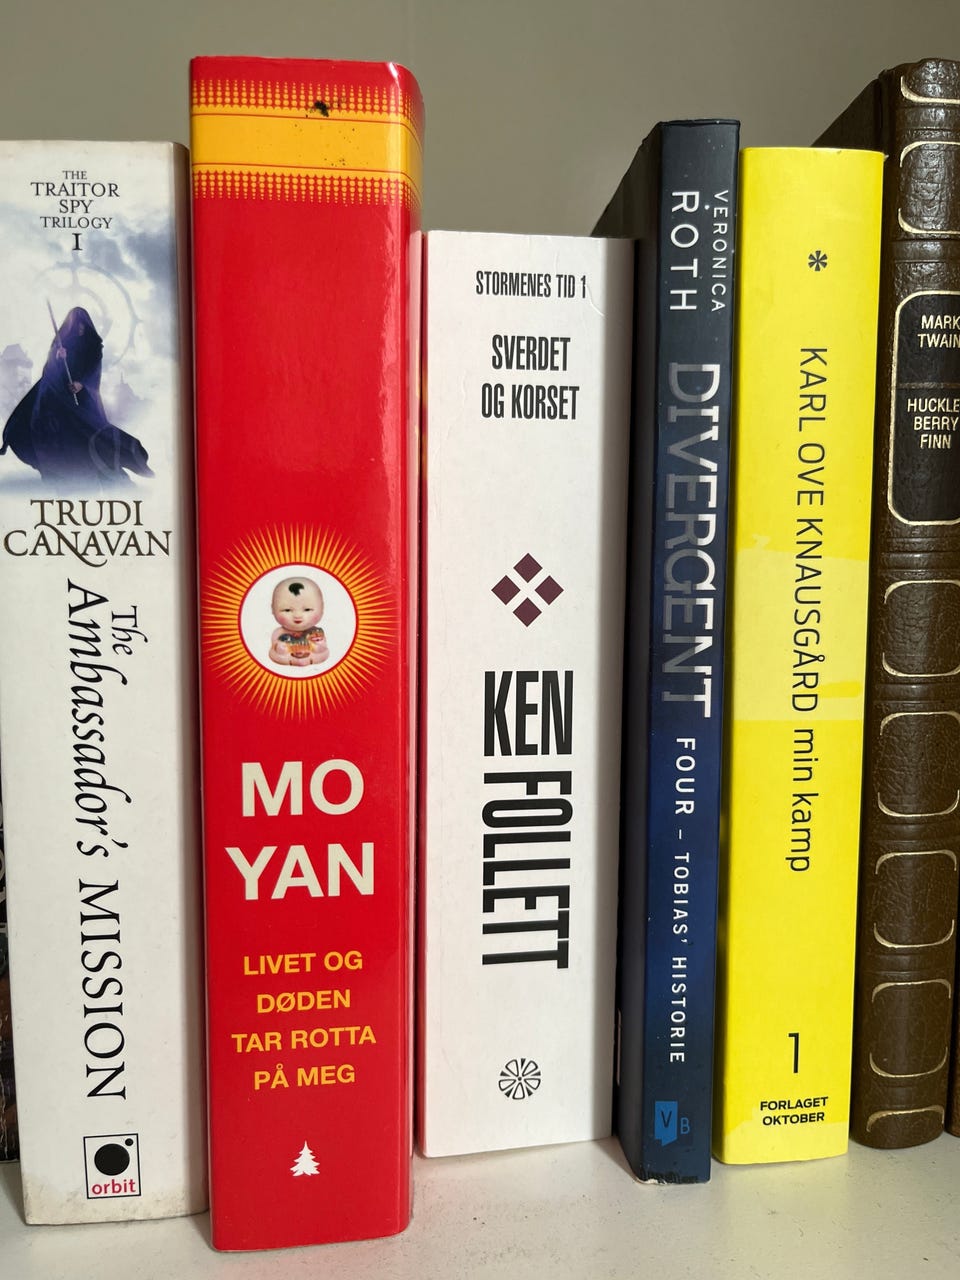 THE
TRAITOR
SPY
TRILOGY
1
TRUDI
CANAVAN
The
Ambassador's MISSION
orbit
MO
YAN
LIVET OG
DØDEN
TAR ROTTA
PÅ MEG
STORMENES TID 1
SVERDET
OG KORSET
KEN FOLLETT
VERONICA
ROTH
DIVERGENT
FOUR – TOBIAS' HISTORIE
VB
*
KARL OVE KNAUSGÅRD min kamp
1
FORLAGET
OKTOBER
MARK
TWAIN
HUCKLE
BERRY
FINN